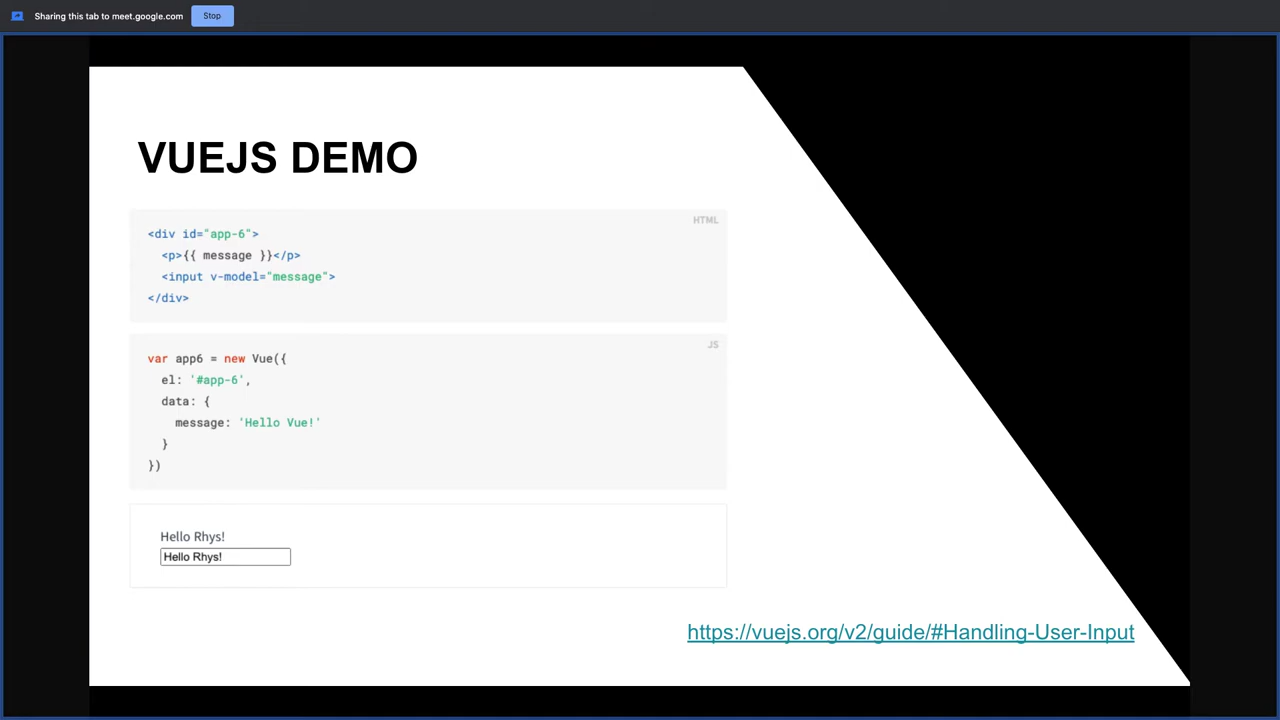 Sharing this tab to meet.google.com
Stop
VUEJS DEMO
HTML
<div id="app-6">
  <p>{{ message }}</p>
  <input v-model="message">
</div>
JS
var app6 = new Vue({
  el: '#app-6',
  data: {
    message: 'Hello Vue!'
  }
})
Hello Rhys!
Hello Rhys!
https://vuejs.org/v2/guide/#Handling-User-Input